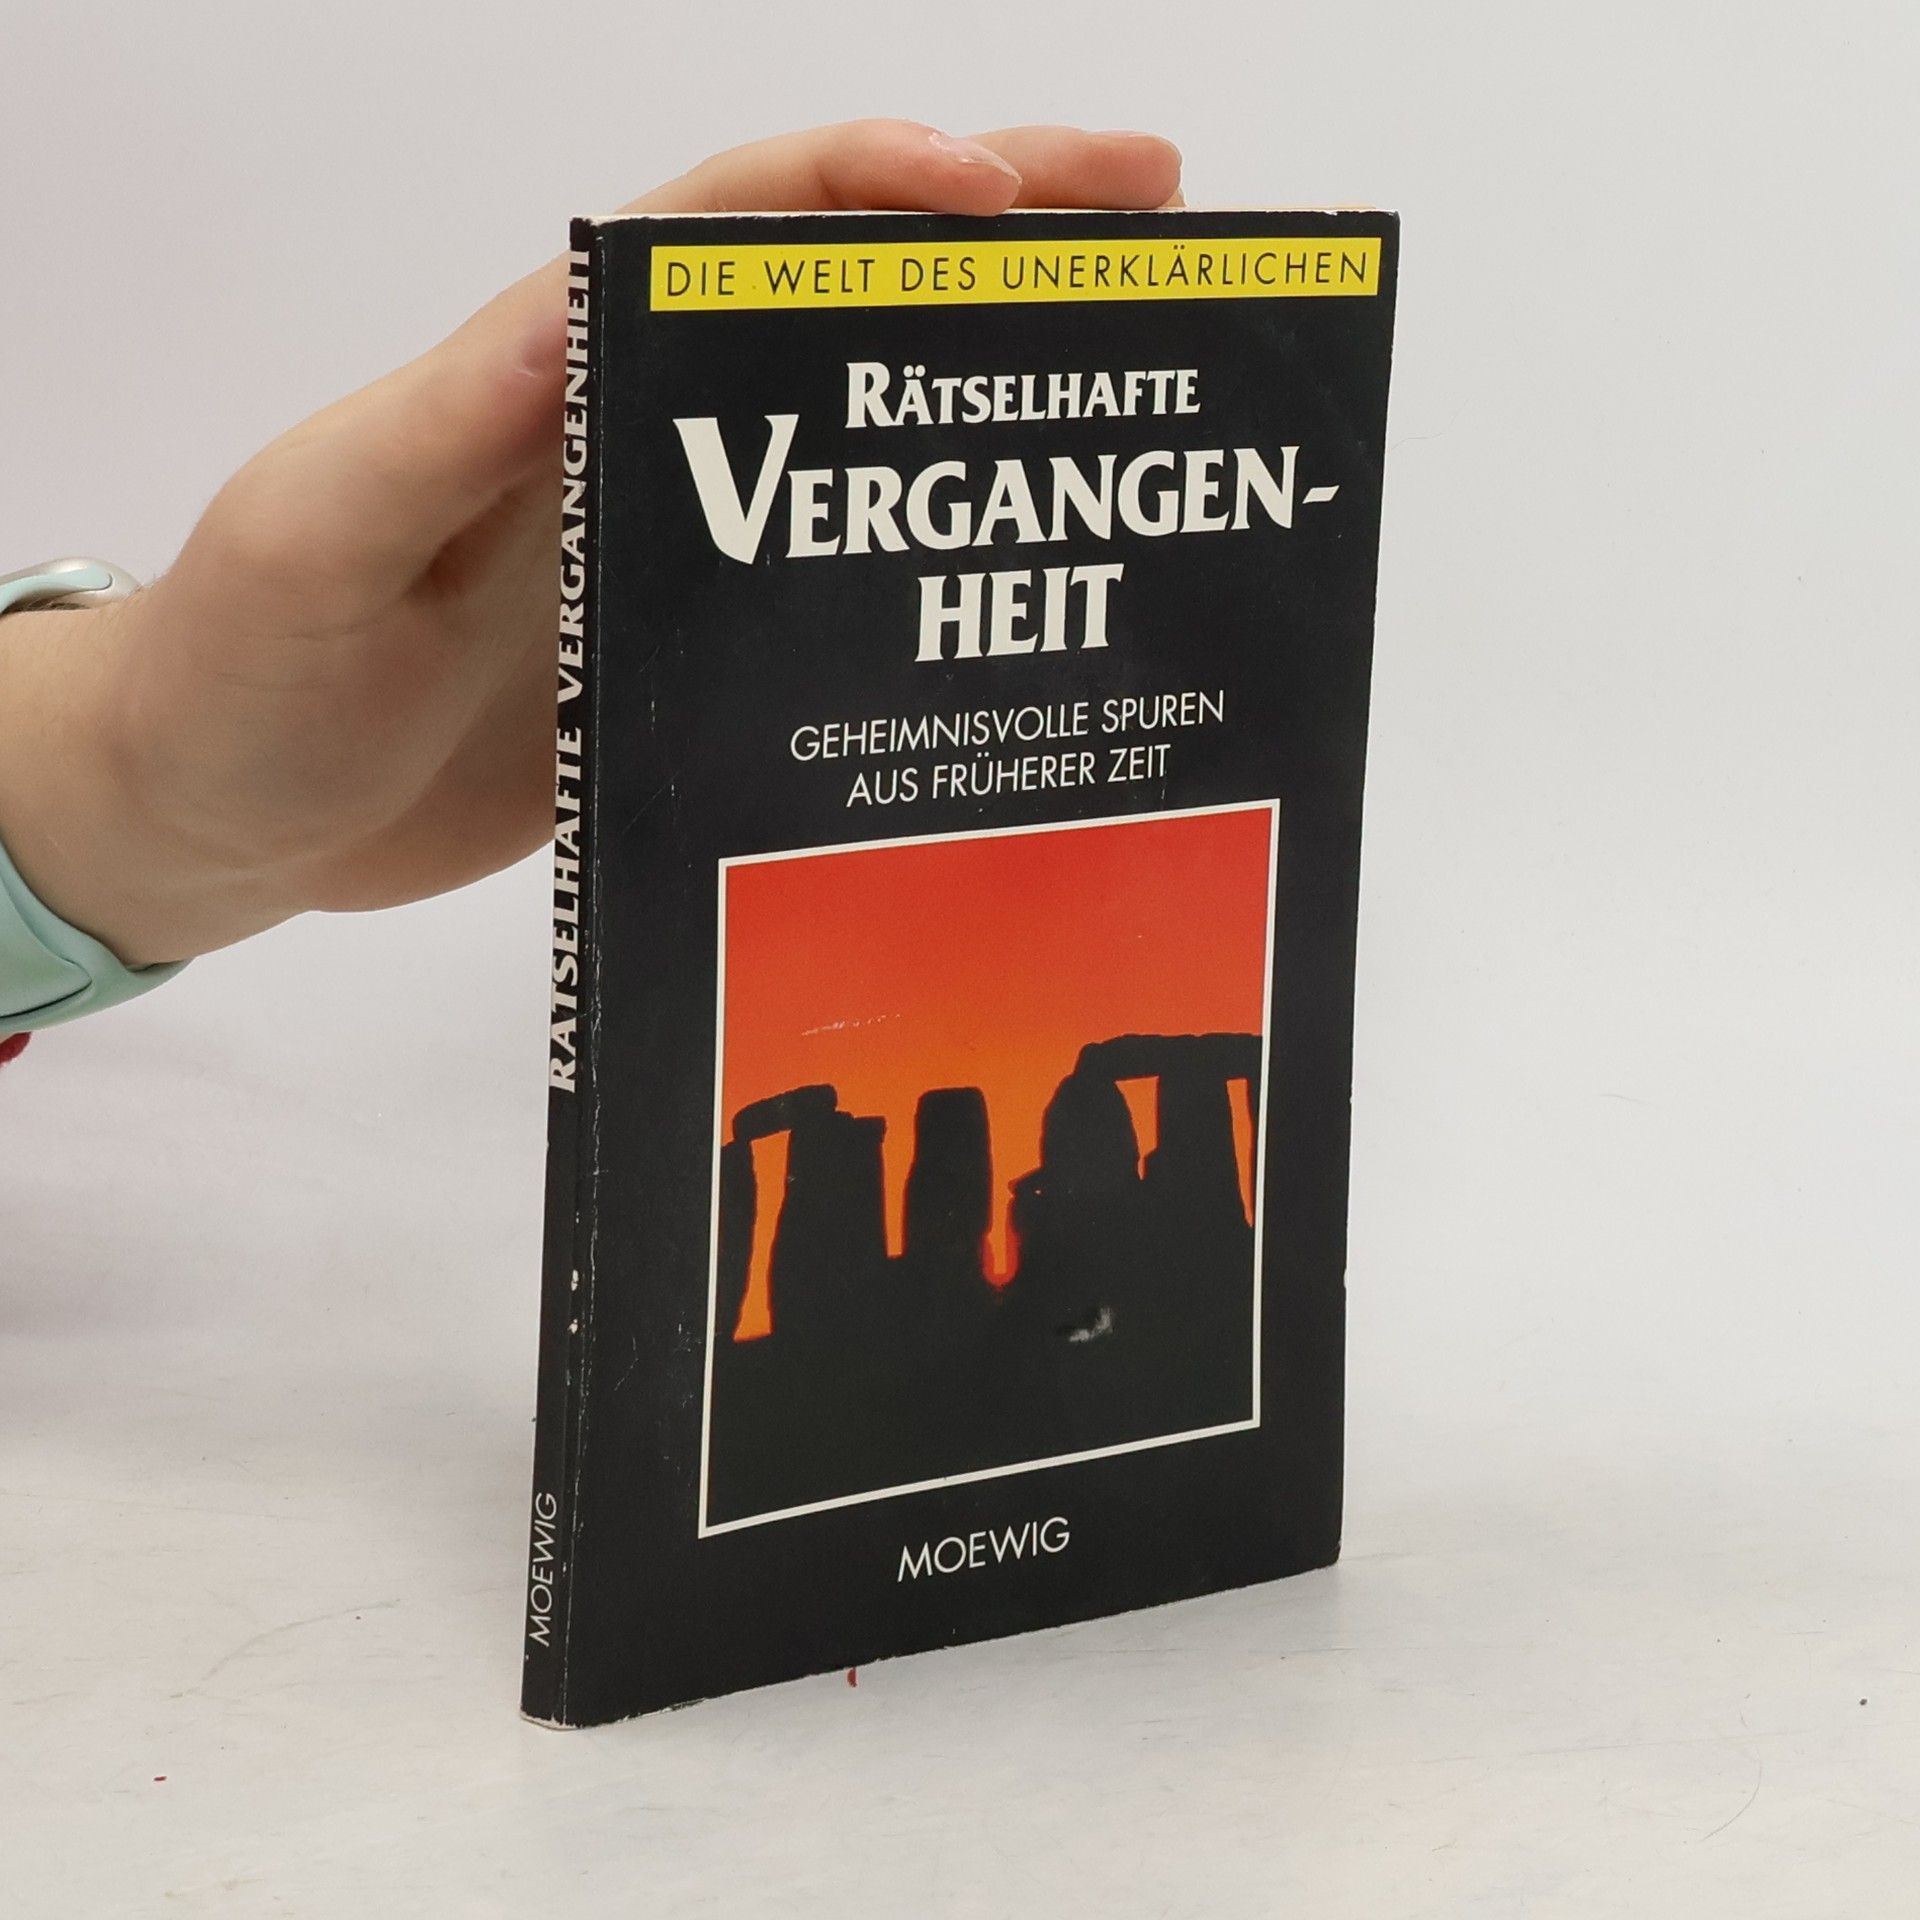 DIE WELT DES UNERKLÄRLICHEN
RÄTSELHAFTE
VERGANGEN-
HEIT
GEHEIMNISVOLLE SPUREN
AUS FRÜHERER ZEIT
MOEWIG
RÄTSELHAFTE VERGANGENHEIT
MOEWIG